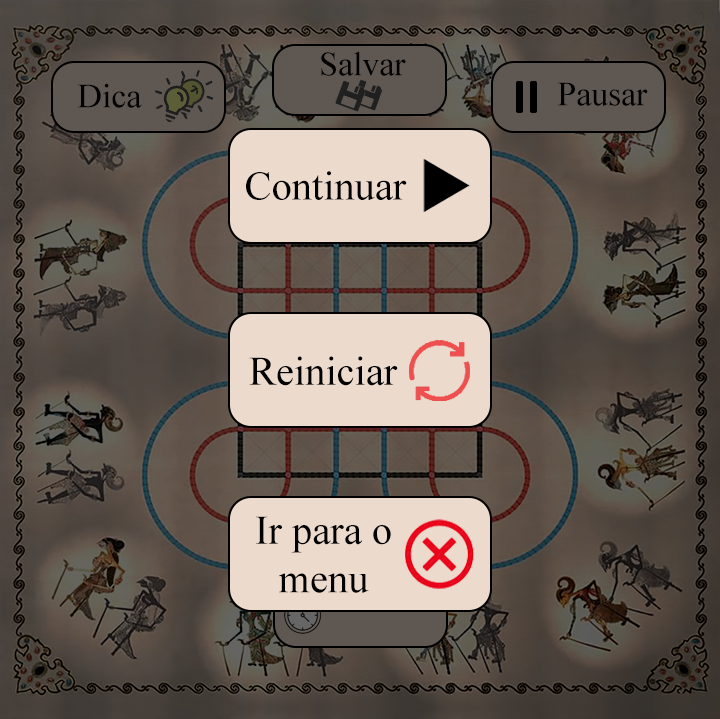 Dica
Salvar
Pausar
Continuar
Reiniciar
Ir para o
menu